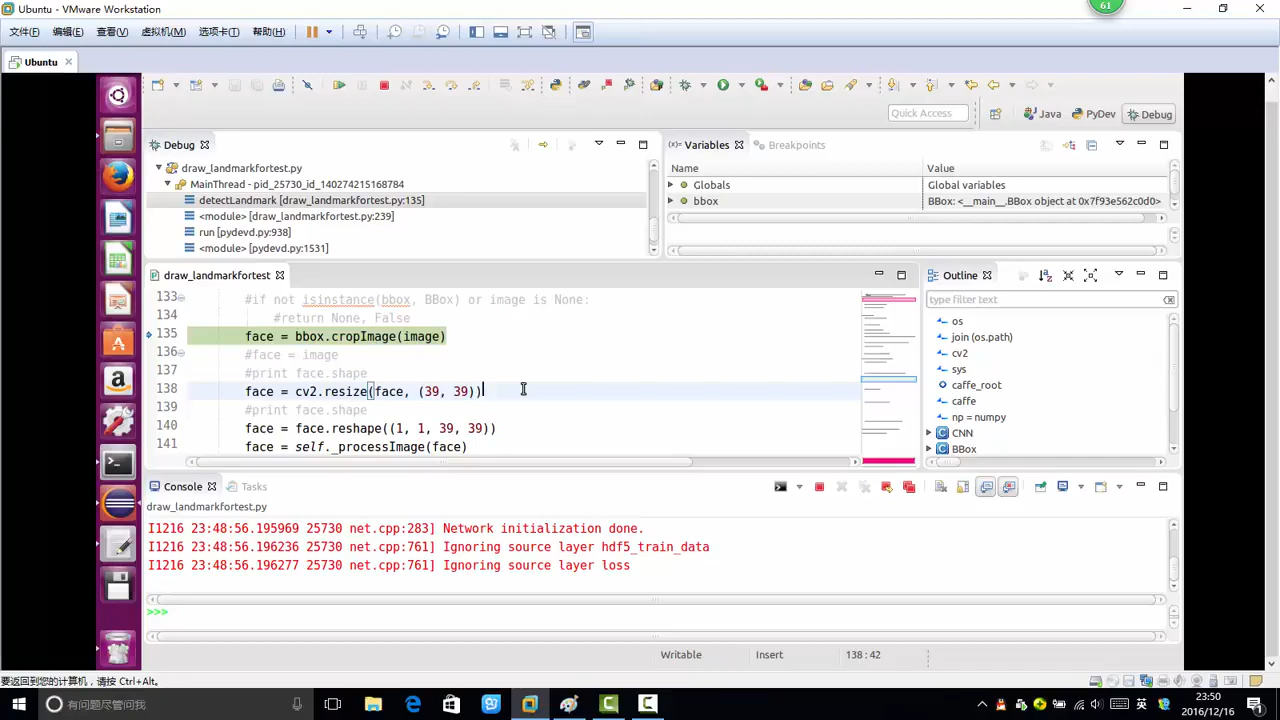 Ubuntu - VMware Workstation
61
文件(F) 编辑(E) 查看(V) 虚拟机(M) 选项卡(T) 帮助(H)
Ubuntu
Quick Access
Java PyDev Debug
Debug
draw_landmarkfortest.py
MainThread - pid_25730_id_140274215168784
detectLandmark [draw_landmarkfortest.py:135]
<module> [draw_landmarkfortest.py:239]
run [pydevd.py:938]
<module> [pydevd.py:1531]
(x)= Variables Breakpoints
Name Value
Globals Global variables
bbox BBox: <__main__.BBox object at 0x7f93e562c0d0>
draw_landmarkfortest
133 #if not isinstance(bbox, BBox) or image is None:
134 #return None, False
135 face = bbox.cropImage(image)
136 #face = image
137 #print face.shape
138 face = cv2.resize(face, (39, 39))
139 #print face.shape
140 face = face.reshape((1, 1, 39, 39))
141 face = self._processImage(face)
Outline
type filter text
os
join (os.path)
cv2
sys
caffe_root
caffe
np = numpy
CNN
BBox
Console Tasks
draw_landmarkfortest.py
I1216 23:48:56.195969 25730 net.cpp:283] Network initialization done.
I1216 23:48:56.196236 25730 net.cpp:761] Ignoring source layer hdf5_train_data
I1216 23:48:56.196277 25730 net.cpp:761] Ignoring source layer loss
>>>
Writable Insert 138 : 42
要返回到您的计算机，请按 Ctrl+Alt。
有问题尽管问我
英
23:50
2016/12/16